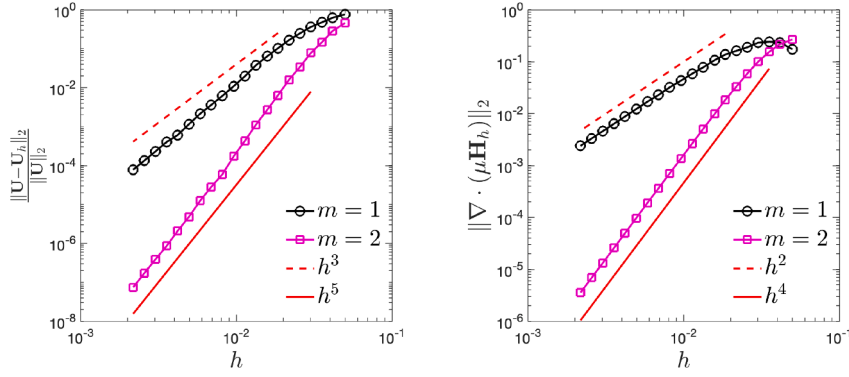 10^0
10^-2
10^-4
10^-6
10^-8
‖U−U_h‖_2
‖U‖_2
m = 1
m = 2
h^3
h^5
10^-3
10^-2
10^-1
h
10^0
10^-1
10^-2
10^-3
10^-4
10^-5
10^-6
‖∇ · (μH_h)‖_2
m = 1
m = 2
h^2
h^4
10^-3
10^-2
10^-1
h